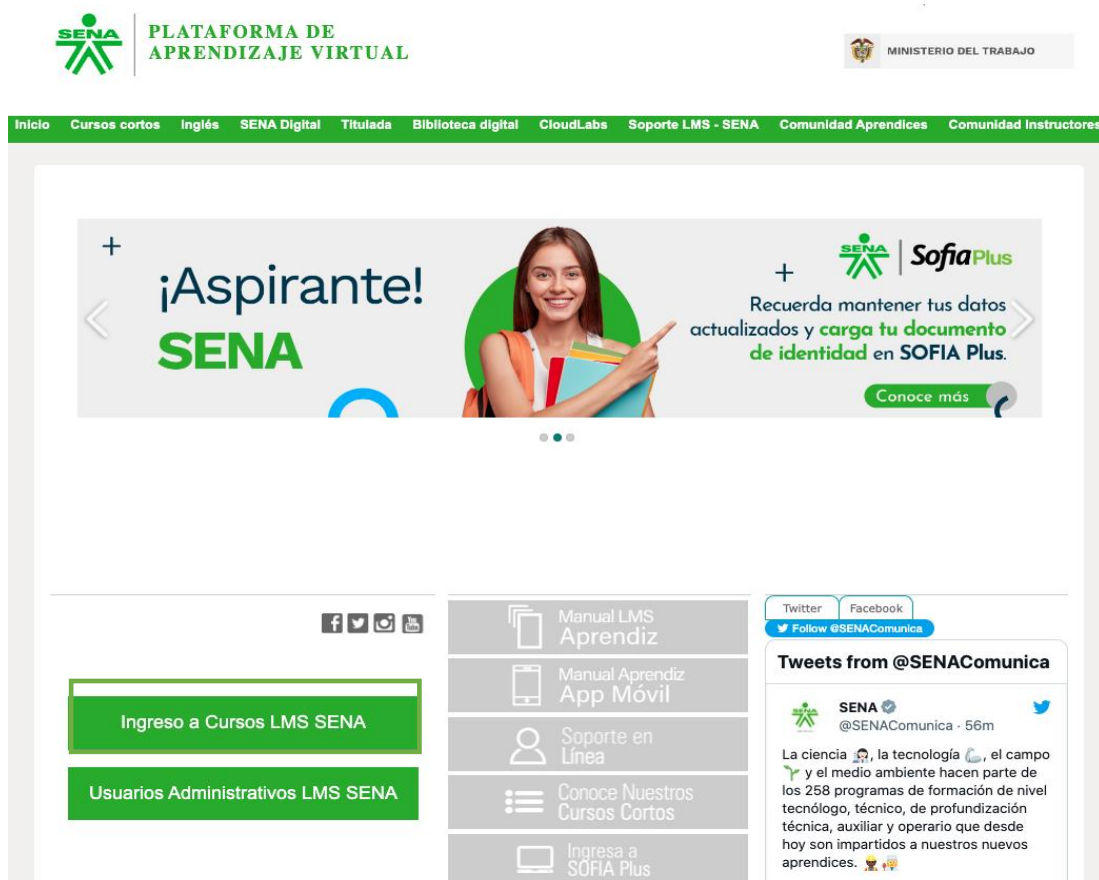 SENA
PLATAFORMA DE
APRENDIZAJE VIRTUAL
MINISTERIO DEL TRABAJO
Inicio Cursos cortos Inglés SENA Digital Titulada Biblioteca digital CloudLabs Soporte LMS - SENA Comunidad Aprendices Comunidad Instructores
¡Aspirante!
SENA
SENA
Sofia Plus
Recuerda mantener tus datos
actualizados y carga tu documento
de identidad en SOFIA Plus.
Conoce más
Ingreso a Cursos LMS SENA
Usuarios Administrativos LMS SENA
Manual LMS
Aprendiz
Manual Aprendiz
App Móvil
Soporte en
Línea
Conoce Nuestros
Cursos Cortos
Ingresa a
SOFIA Plus
Twitter Facebook
Follow @SENAComunica
Tweets from @SENAComunica
SENA
@SENAComunica · 56m
La ciencia 👩🏻‍🔬, la tecnología 🦾, el campo
🌱 y el medio ambiente hacen parte de
los 258 programas de formación de nivel
tecnólogo, técnico, de profundización
técnica, auxiliar y operario que desde
hoy son impartidos a nuestros nuevos
aprendices.